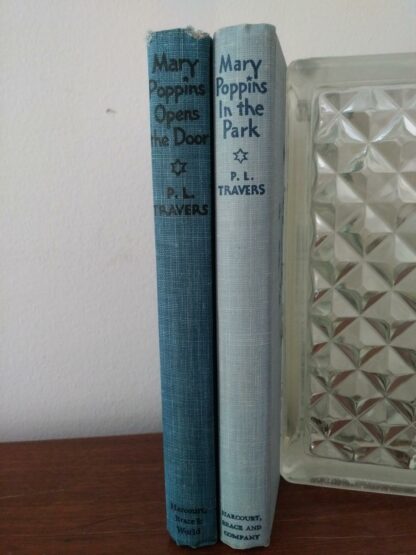 Mary
Poppins
Opens
the Door
P. L.
TRAVERS
Harcourt,
Brace &
World
Mary
Poppins
In the
Park
P. L.
TRAVERS
HARCOURT,
BRACE AND
COMPANY